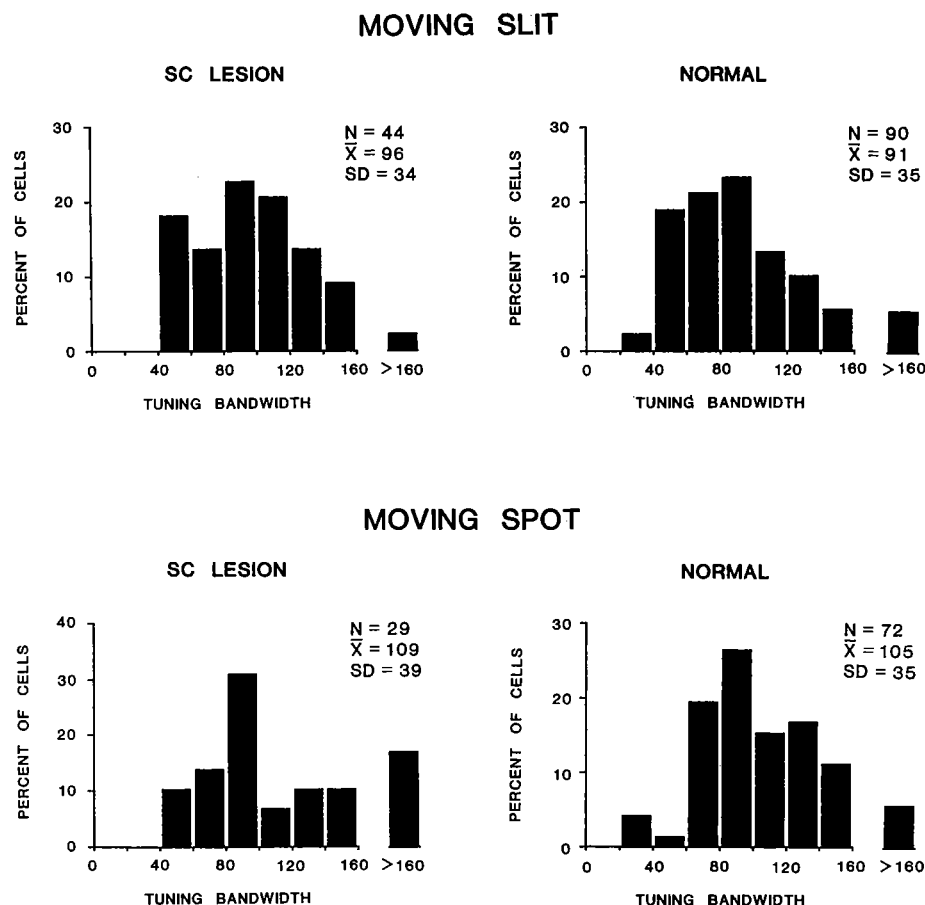 MOVING SLIT
SC LESION
N = 44
X̄ = 96
SD = 34
PERCENT OF CELLS
30
20
10
0
0 40 80 120 160 >160
TUNING BANDWIDTH
NORMAL
N = 90
X̄ = 91
SD = 35
PERCENT OF CELLS
30
20
10
0
0 40 80 120 160 >160
TUNING BANDWIDTH
MOVING SPOT
SC LESION
N = 29
X̄ = 109
SD = 39
PERCENT OF CELLS
40
30
20
10
0
0 40 80 120 160 >160
TUNING BANDWIDTH
NORMAL
N = 72
X̄ = 105
SD = 35
PERCENT OF CELLS
30
20
10
0
0 40 80 120 160 >160
TUNING BANDWIDTH